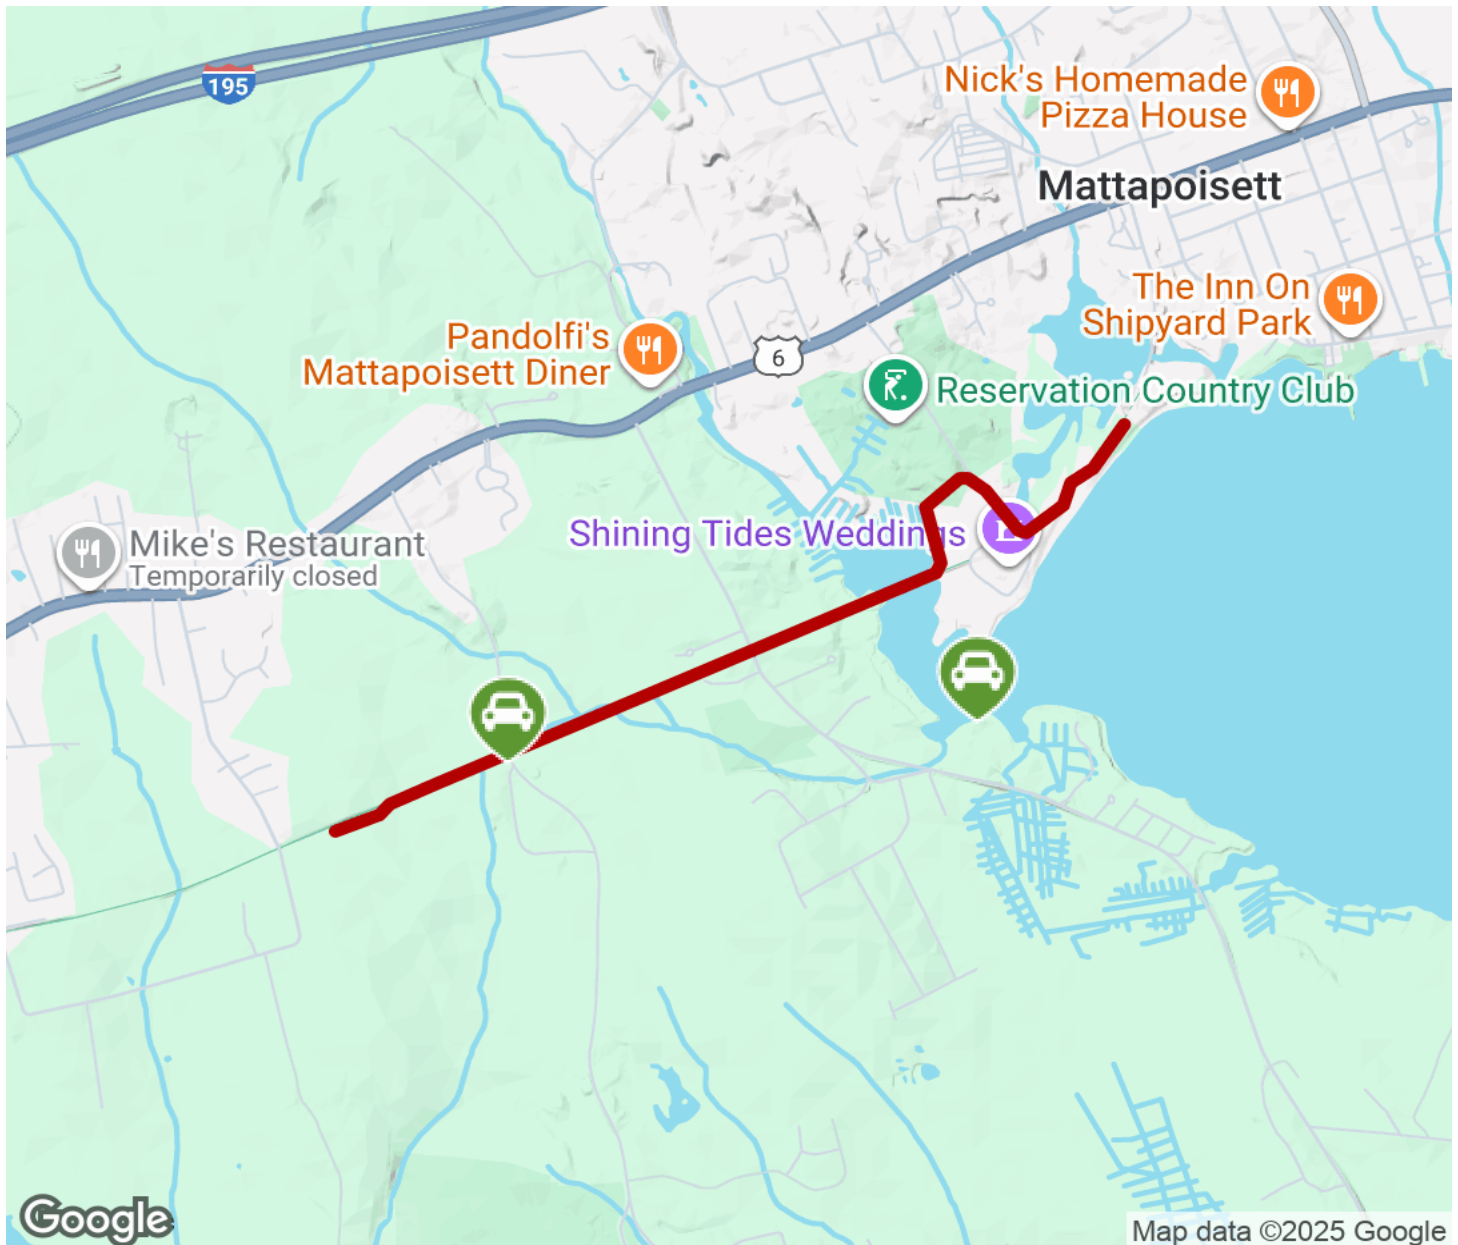 195
Nick's Homemade
Pizza House
Mattapoisett
The Inn On
Shipyard Park
Pandolfi's
Mattapoisett Diner
6
Reservation Country Club
Shining Tides Weddings
Mike's Restaurant
Temporarily closed
Google
Map data ©2025 Google